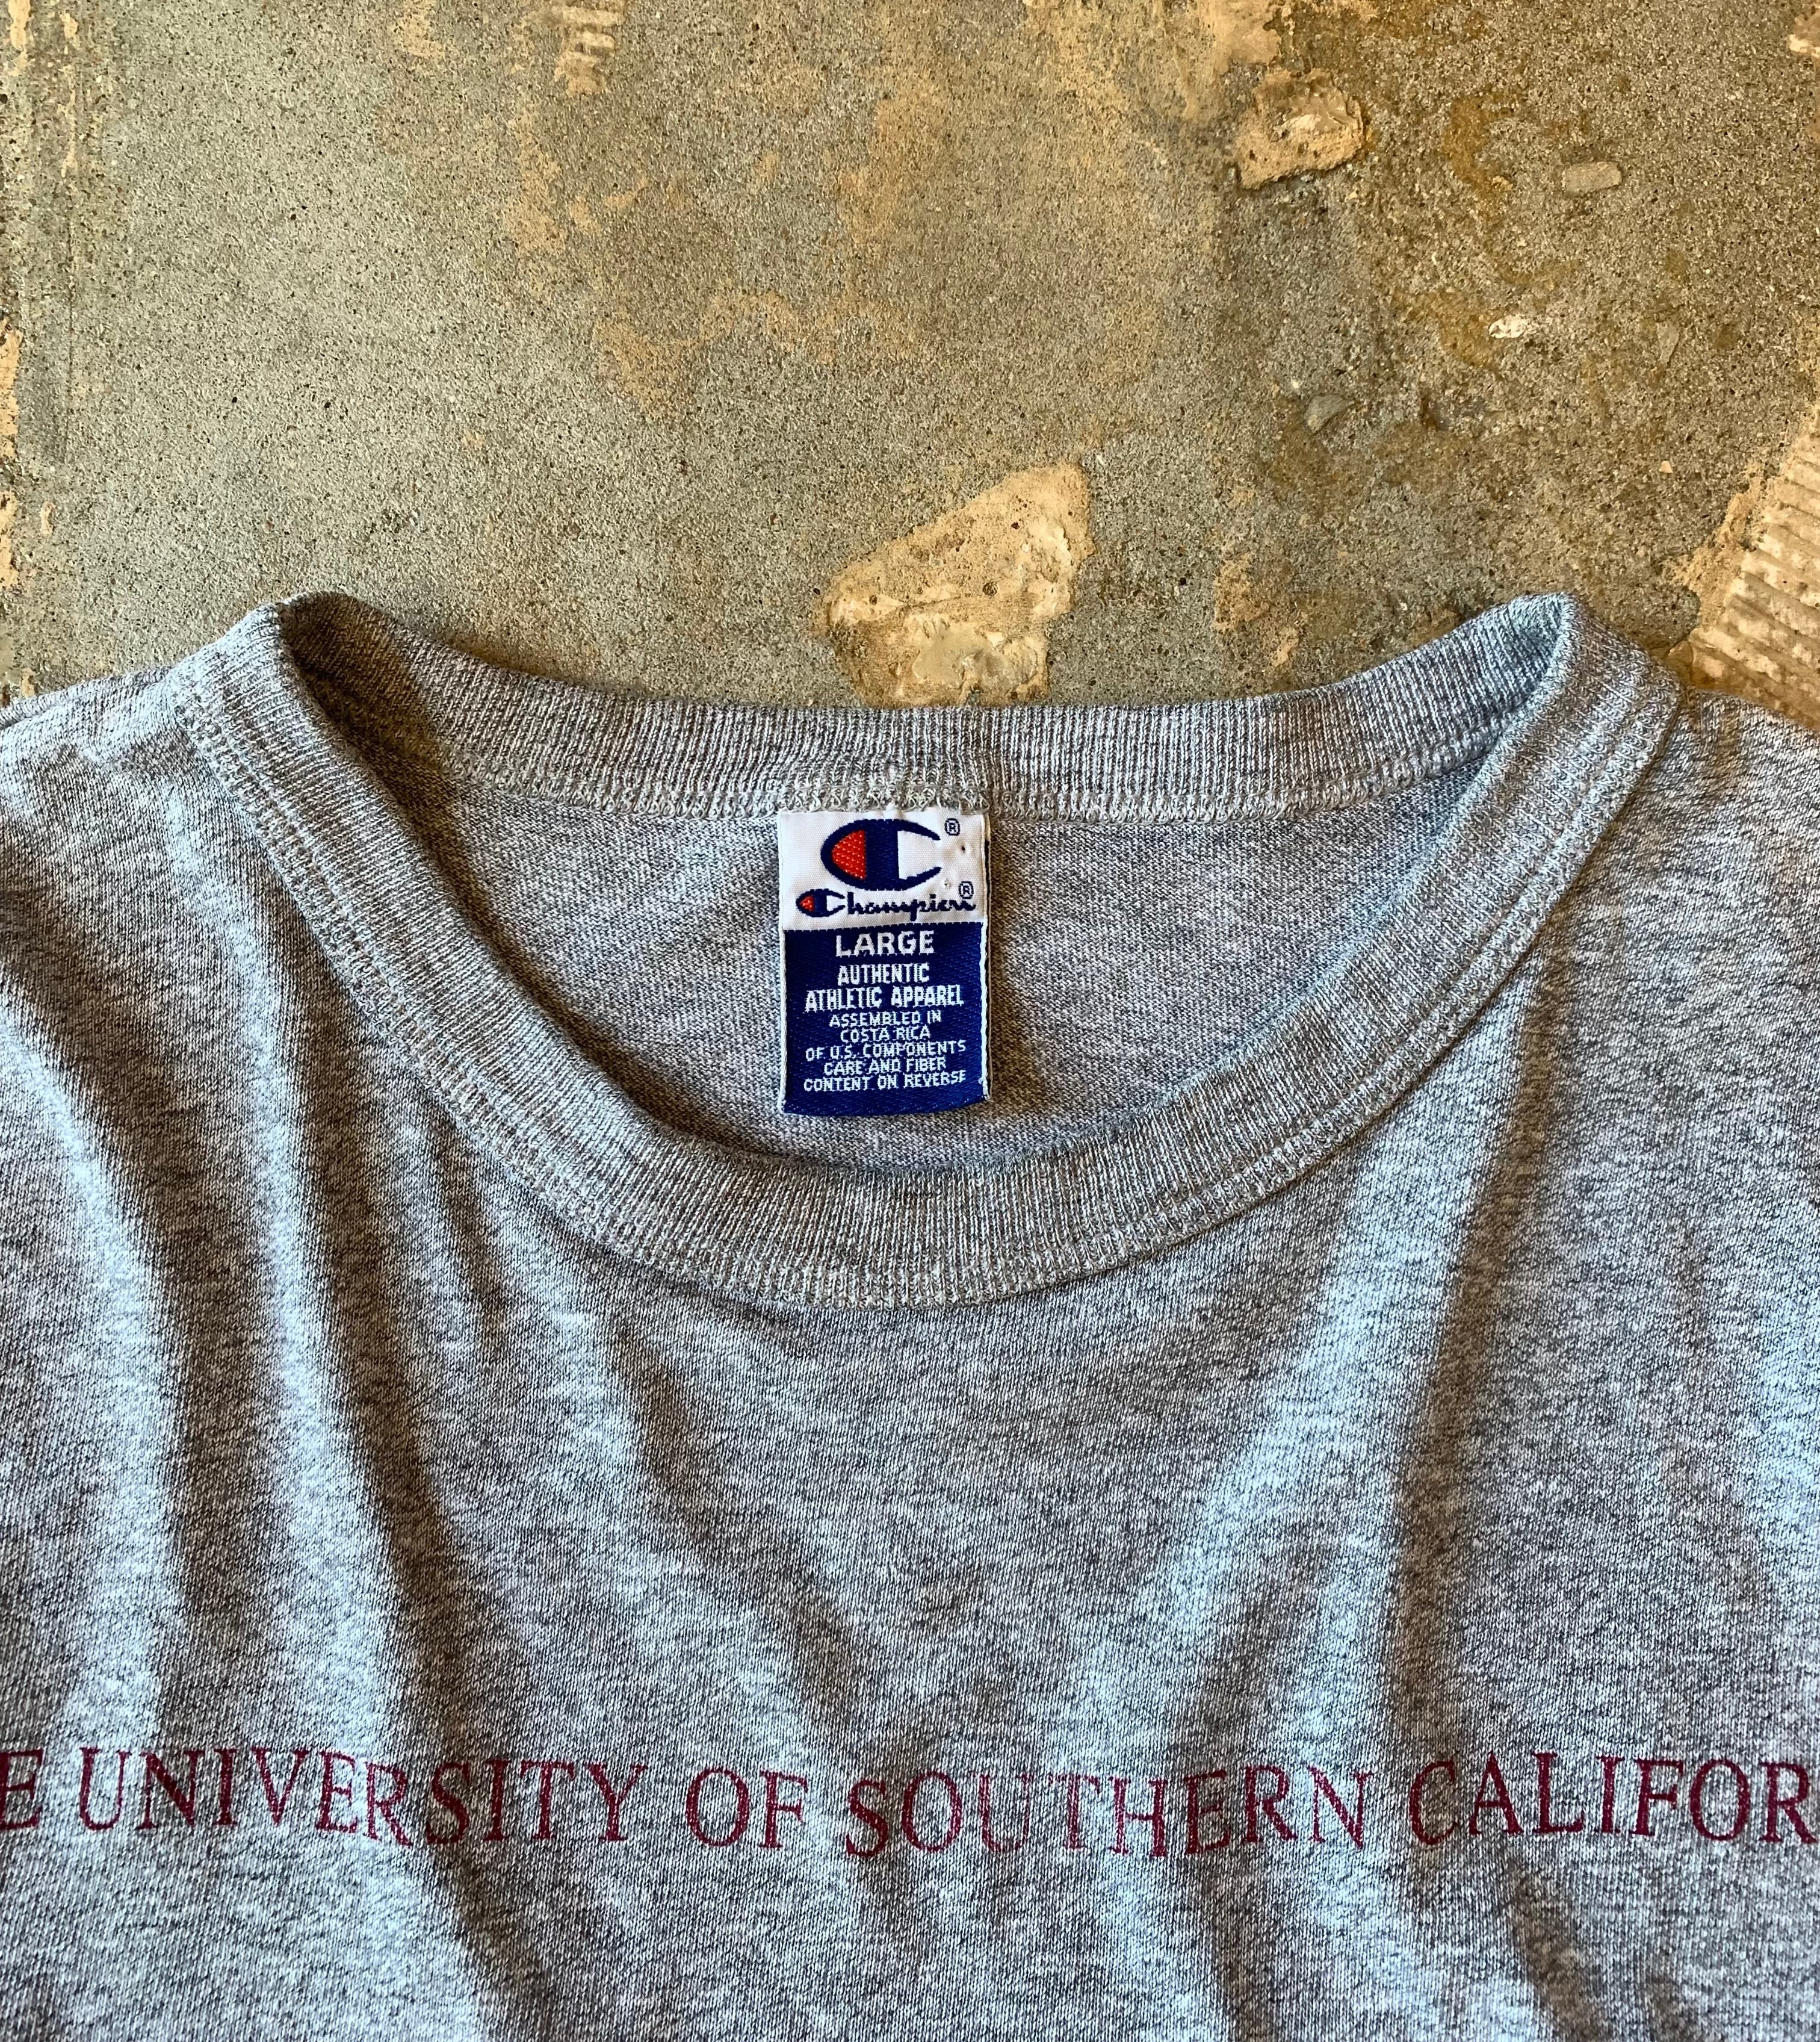 ®
Champion®
LARGE
AUTHENTIC
ATHLETIC APPAREL
ASSEMBLED IN
COSTA RICA
OF U.S. COMPONENTS
CARE AND FIBER
CONTENT ON REVERSE
E UNIVERSITY OF SOUTHERN CALIFOR